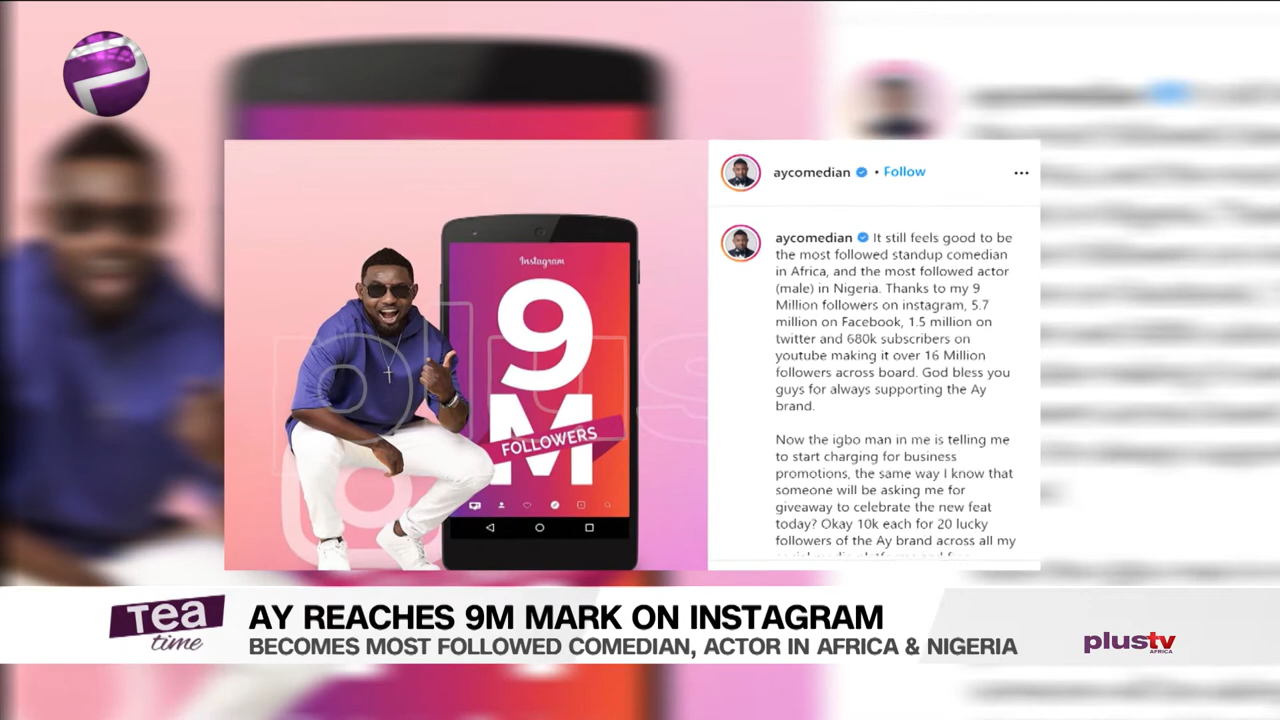 aycomedian • Follow
aycomedian It still feels good to be
the most followed standup comedian
in Africa, and the most followed actor
(male) in Nigeria. Thanks to my 9
Million followers on instagram, 5.7
million on Facebook, 1.5 million on
twitter and 680k subscribers on
youtube making it over 16 Million
followers across board. God bless you
guys for always supporting the Ay
brand.
Now the igbo man in me is telling me
to start charging for business
promotions, the same way I know that
someone will be asking me for
giveaway to celebrate the new feat
today? Okay 10k each for 20 lucky
followers of the Ay brand across all my
Instagram
9
M
FOLLOWERS
plus
Tea
time
AY REACHES 9M MARK ON INSTAGRAM
BECOMES MOST FOLLOWED COMEDIAN, ACTOR IN AFRICA & NIGERIA
plustv
AFRICA